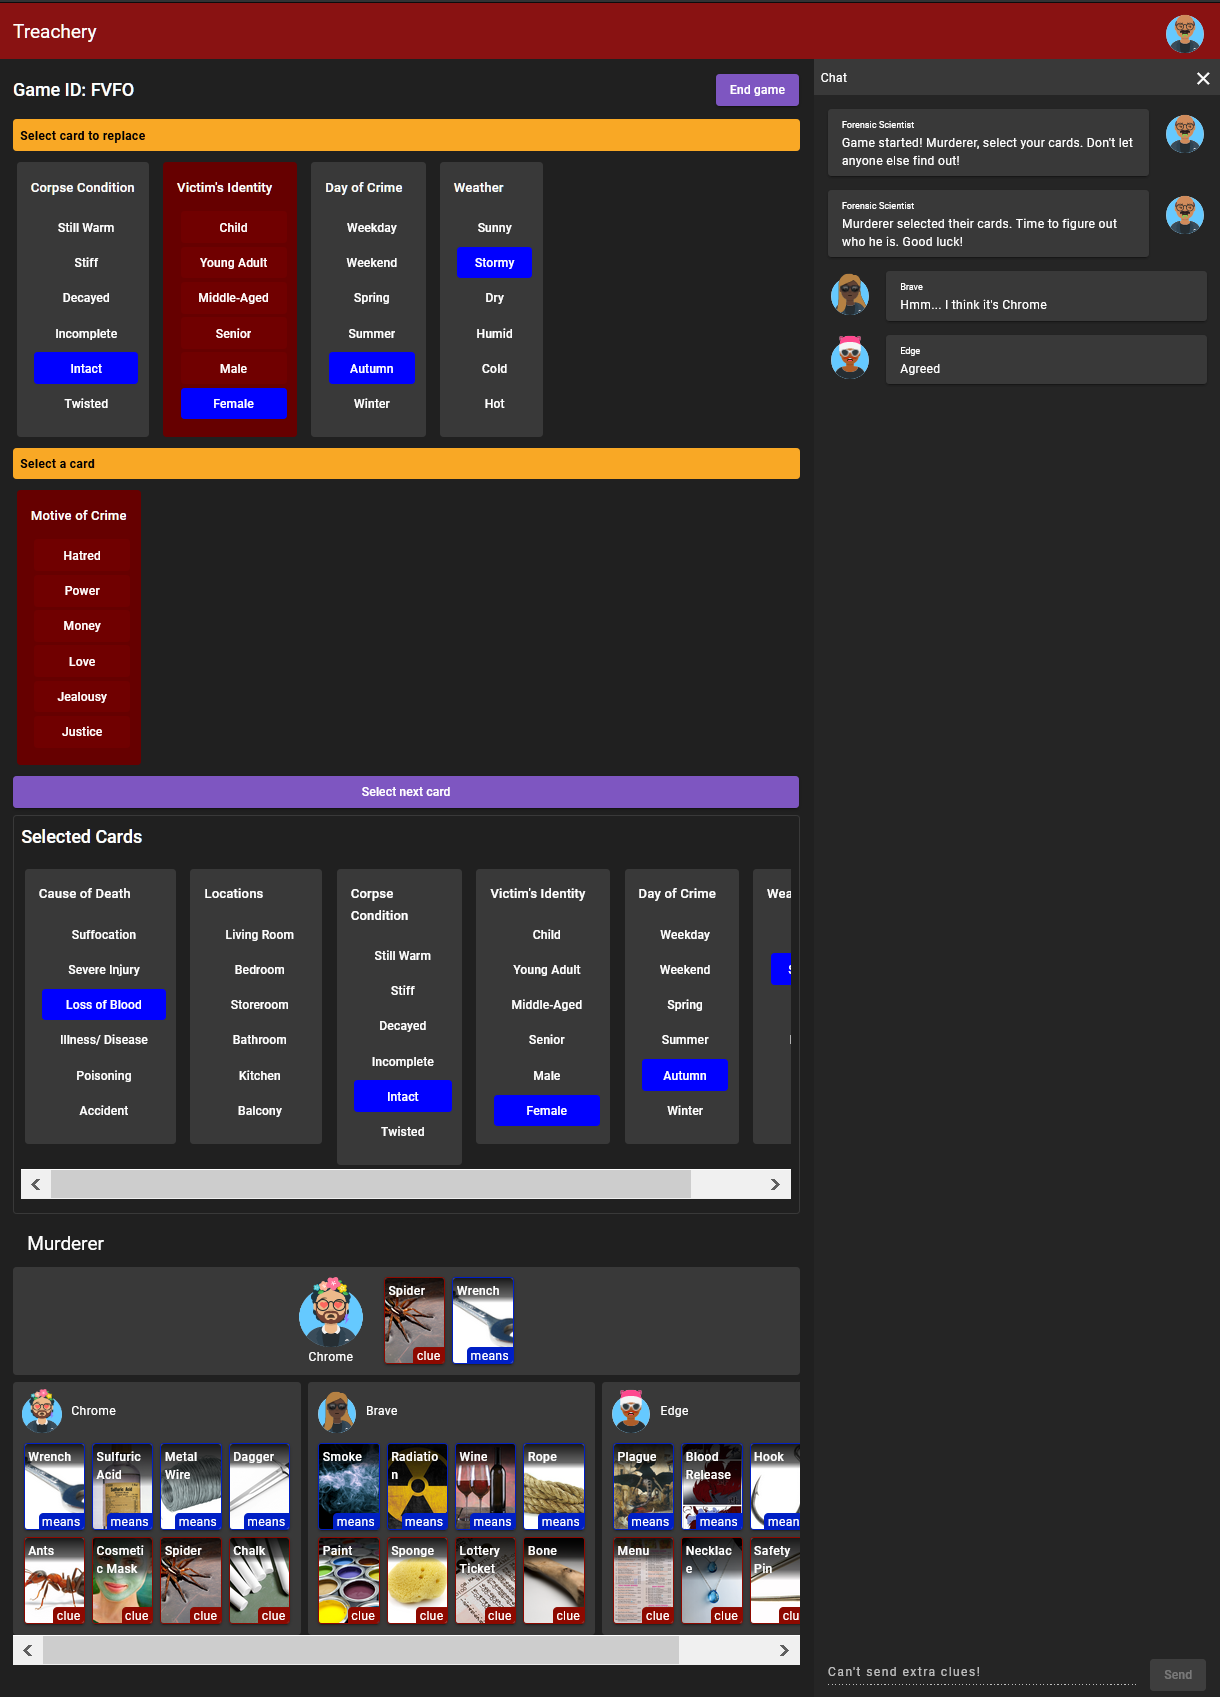 Treachery
Game ID: FVFO
End game
Select card to replace
Corpse Condition
Still Warm
Stiff
Decayed
Incomplete
Intact
Twisted
Victim's Identity
Child
Young Adult
Middle-Aged
Senior
Male
Female
Day of Crime
Weekday
Weekend
Spring
Summer
Autumn
Winter
Weather
Sunny
Stormy
Dry
Humid
Cold
Hot
Select a card
Motive of Crime
Hatred
Power
Money
Love
Jealousy
Justice
Select next card
Selected Cards
Cause of Death
Suffocation
Severe Injury
Loss of Blood
Illness/ Disease
Poisoning
Accident
Locations
Living Room
Bedroom
Storeroom
Bathroom
Kitchen
Balcony
Corpse
Condition
Still Warm
Stiff
Decayed
Incomplete
Intact
Twisted
Victim's Identity
Child
Young Adult
Middle-Aged
Senior
Male
Female
Day of Crime
Weekday
Weekend
Spring
Summer
Autumn
Winter
Wea
Murderer
Chrome
Spider
clue
Wrench
means
Chrome
Wrench
means
Sulfuric
Acid
means
Metal
Wire
means
Dagger
means
Ants
clue
Cosmeti
c Mask
clue
Spider
clue
Chalk
clue
Brave
Smoke
means
Radiatio
n
means
Wine
means
Rope
means
Paint
clue
Sponge
clue
Lottery
Ticket
clue
Bone
clue
Edge
Plague
means
Blood
Release
means
Hook
mean
Menu
clue
Necklac
e
clue
Safety
Pin
clu
Chat
Forensic Scientist
Game started! Murderer, select your cards. Don't let
anyone else find out!
Forensic Scientist
Murderer selected their cards. Time to figure out
who he is. Good luck!
Brave
Hmm... I think it's Chrome
Edge
Agreed
Can't send extra clues!
Send